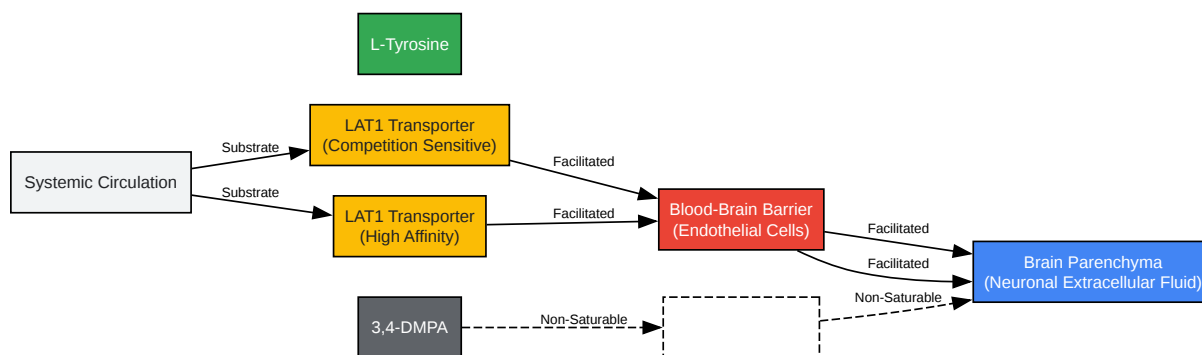 L-Tyrosine
LAT1 Transporter
(Competition Sensitive)
Substrate
Facilitated
Systemic Circulation
Substrate
LAT1 Transporter
(High Affinity)
Facilitated
Blood-Brain Barrier
(Endothelial Cells)
Facilitated
Facilitated
Brain Parenchyma
(Neuronal Extracellular Fluid)
Non-Saturable
3,4-DMPA
Non-Saturable